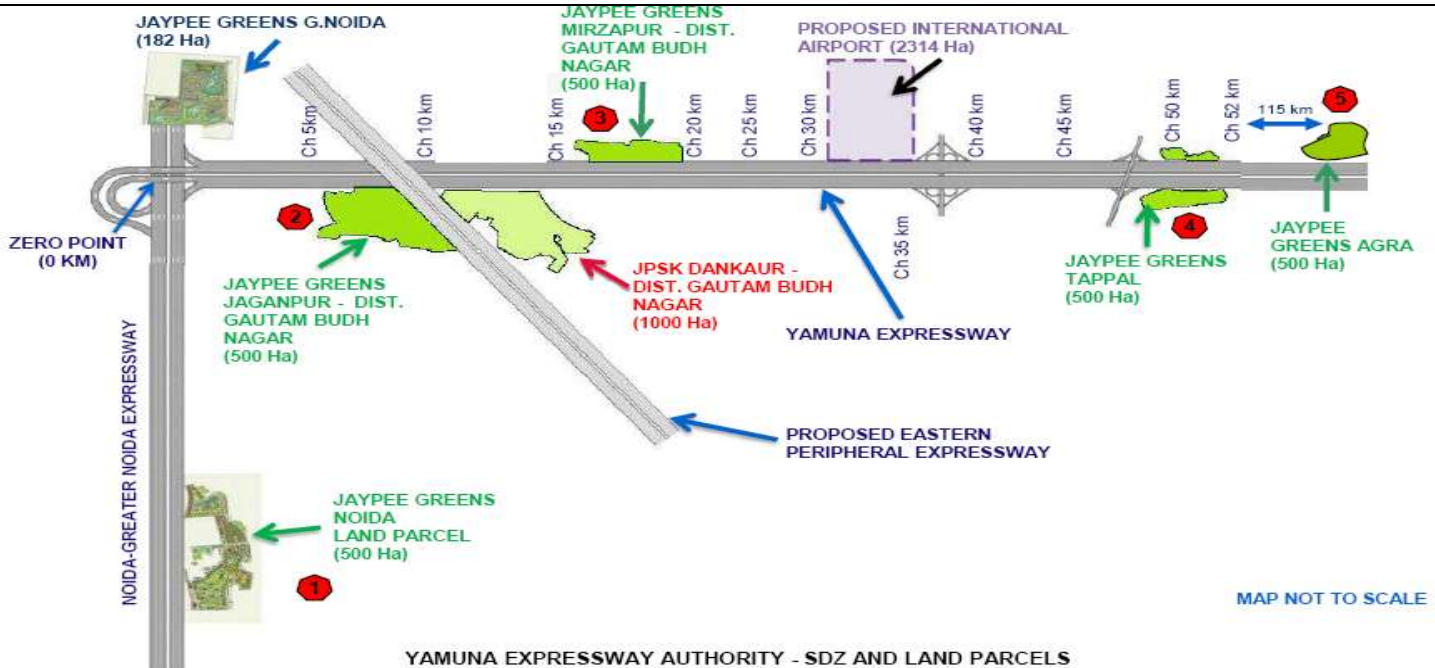 JAYPEE GREENS G.NOIDA
(182 Ha)
JAYPEE GREENS
MIRZAPUR - DIST.
GAUTAM BUDH
NAGAR
(500 Ha)
PROPOSED INTERNATIONAL
AIRPORT (2314 Ha)
Ch 5km
Ch 10 km
Ch 15 km
3
Ch 20 km
Ch 25 km
Ch 30 km
Ch 40 km
Ch 45 km
Ch 50 km
Ch 52 km
115 km
5
ZERO POINT
(0 KM)
2
JAYPEE GREENS
JAGANPUR - DIST.
GAUTAM BUDH
NAGAR
(500 Ha)
JPSK DANKAUR -
DIST. GAUTAM BUDH
NAGAR
(1000 Ha)
YAMUNA EXPRESSWAY
Ch 35 km
4
JAYPEE GREENS
TAPPAL
(500 Ha)
JAYPEE
GREENS AGRA
(500 Ha)
NOIDA-GREATER NOIDA EXPRESSWAY
PROPOSED EASTERN
PERIPHERAL EXPRESSWAY
JAYPEE GREENS
NOIDA
LAND PARCEL
(500 Ha)
1
MAP NOT TO SCALE
YAMUNA EXPRESSWAY AUTHORITY - SDZ AND LAND PARCELS